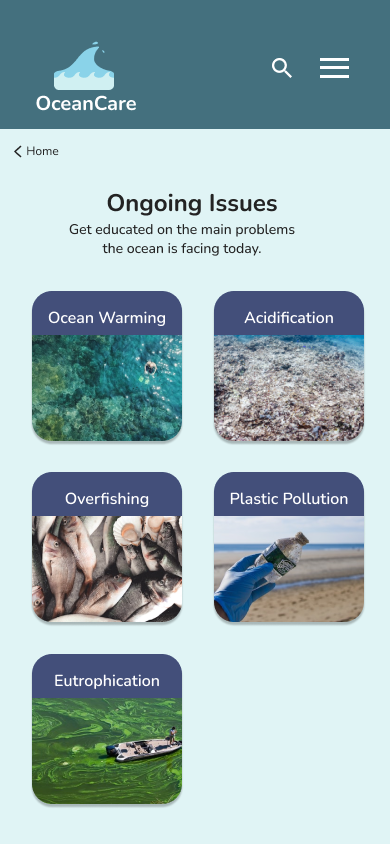 OceanCare
Home
Ongoing Issues
Get educated on the main problems
the ocean is facing today.
Ocean Warming
Acidification
Overfishing
Plastic Pollution
Eutrophication